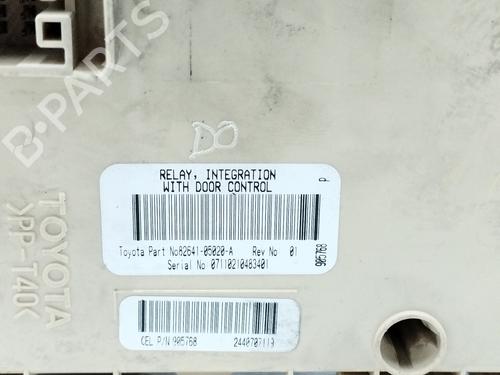 B-PARTS
DO
RELAY, INTEGRATION
WITH DOOR CONTROL
P
Toyota Part No82641-05020-A Rev No 01
Serial No 07110210483401
905768
TOYOTA
>PP-T40<
CEL P/N 905768 2440707113